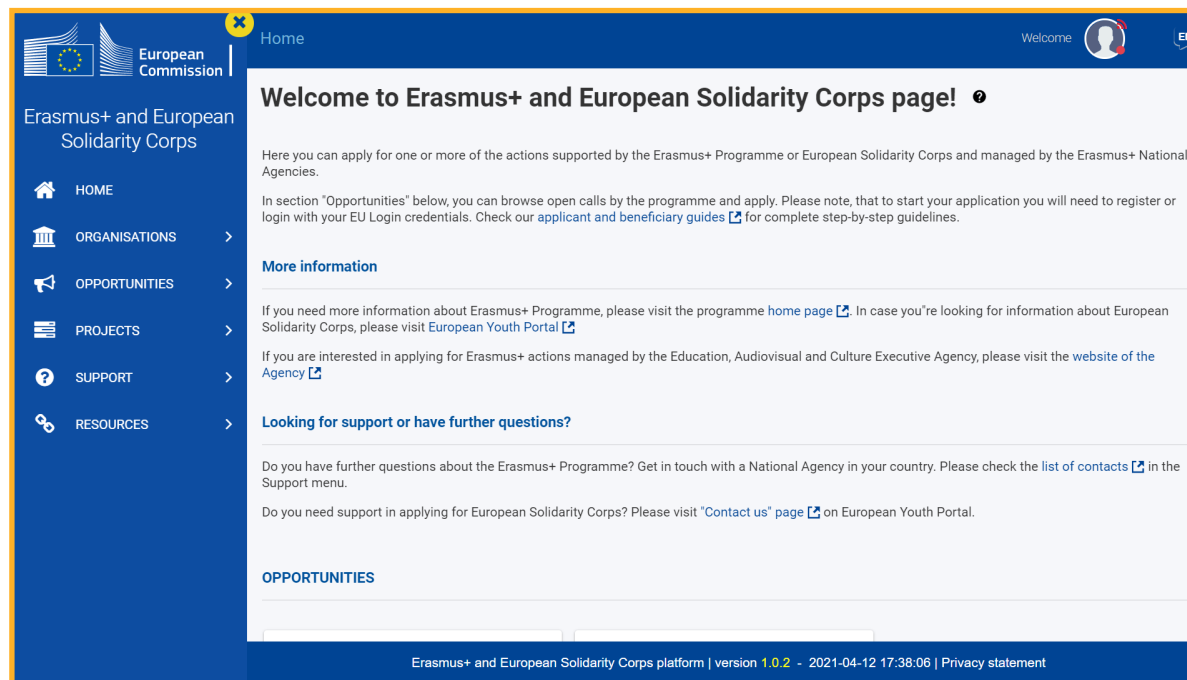 European
Commission
Home
Welcome
Erasmus+ and European
Solidarity Corps
HOME
ORGANISATIONS
OPPORTUNITIES
PROJECTS
SUPPORT
RESOURCES
Welcome to Erasmus+ and European Solidarity Corps page!
Here you can apply for one or more of the actions supported by the Erasmus+ Programme or European Solidarity Corps and managed by the Erasmus+ National
Agencies.
In section "Opportunities" below, you can browse open calls by the programme and apply. Please note, that to start your application you will need to register or
login with your EU Login credentials. Check our applicant and beneficiary guides for complete step-by-step guidelines.
More information
If you need more information about Erasmus+ Programme, please visit the programme home page. In case you"re looking for information about European
Solidarity Corps, please visit European Youth Portal
If you are interested in applying for Erasmus+ actions managed by the Education, Audiovisual and Culture Executive Agency, please visit the website of the
Agency
Looking for support or have further questions?
Do you have further questions about the Erasmus+ Programme? Get in touch with a National Agency in your country. Please check the list of contacts in the
Support menu.
Do you need support in applying for European Solidarity Corps? Please visit "Contact us" page on European Youth Portal.
OPPORTUNITIES
Erasmus+ and European Solidarity Corps platform | version 1.0.2 - 2021-04-12 17:38:06 | Privacy statement